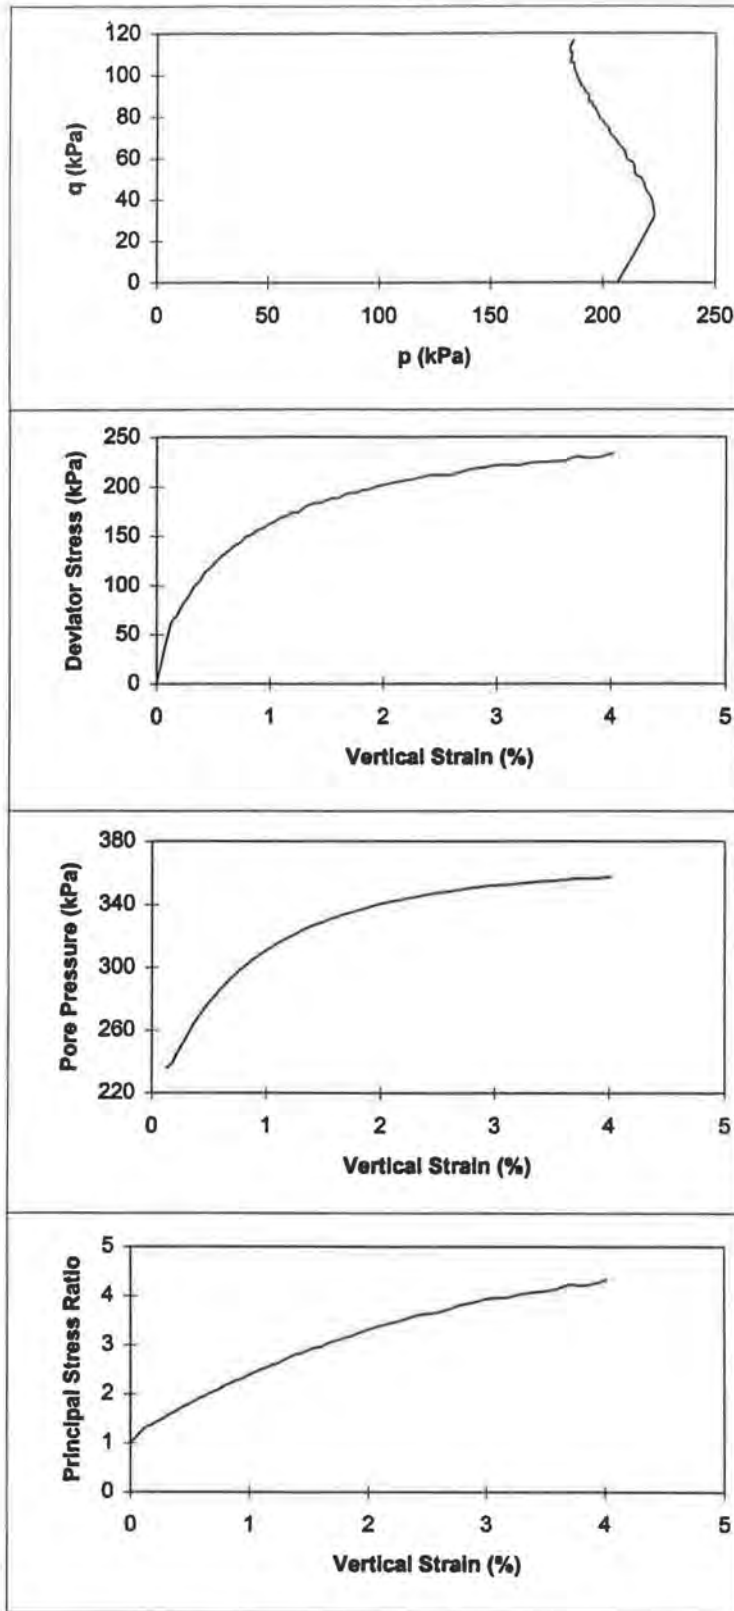 120
100
80
60
40
20
0
q (kPa)
0 50 100 150 200 250
p (kPa)
250
200
150
100
50
0
Deviator Stress (kPa)
0 1 2 3 4 5
Vertical Strain (%)
380
340
300
260
220
Pore Pressure (kPa)
0 1 2 3 4 5
Vertical Strain (%)
5
4
3
2
1
0
Principal Stress Ratio
0 1 2 3 4 5
Vertical Strain (%)